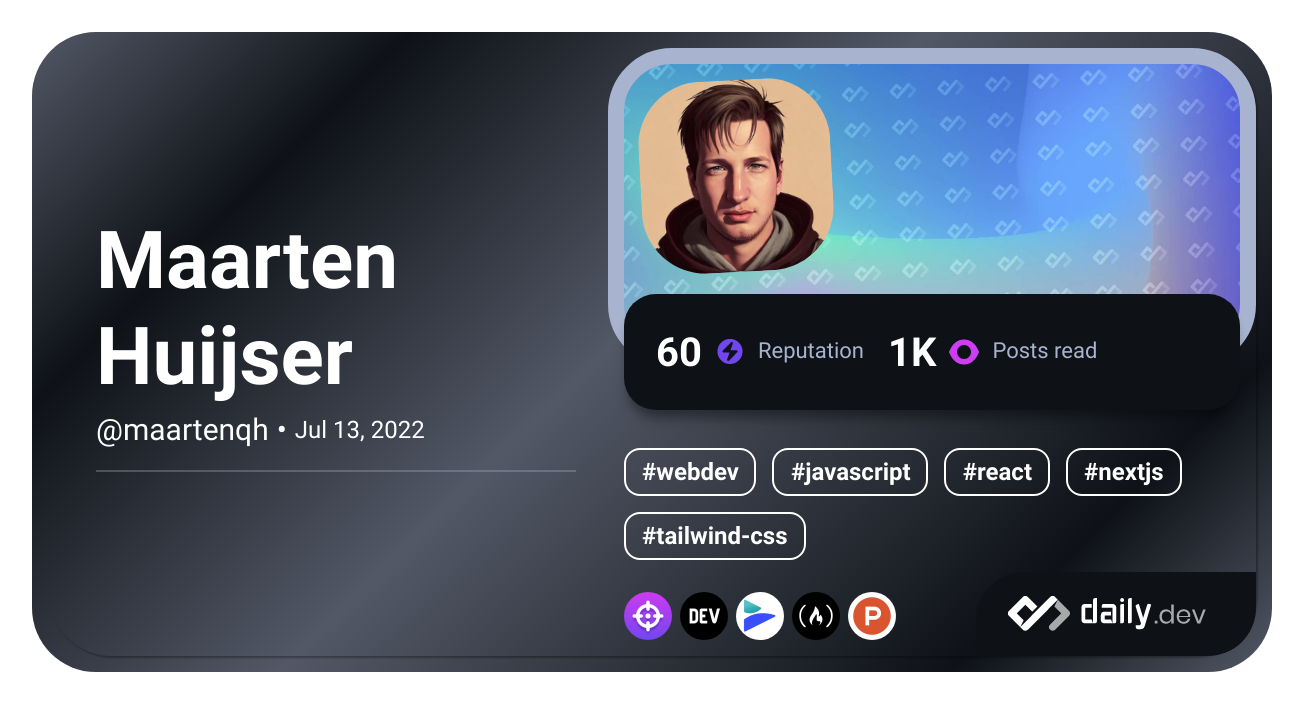 Maarten
Huijser
@maartenqh • Jul 13, 2022
60 Reputation 1K Posts read
#webdev #javascript #react #nextjs
#tailwind-css
DEV P
daily.dev